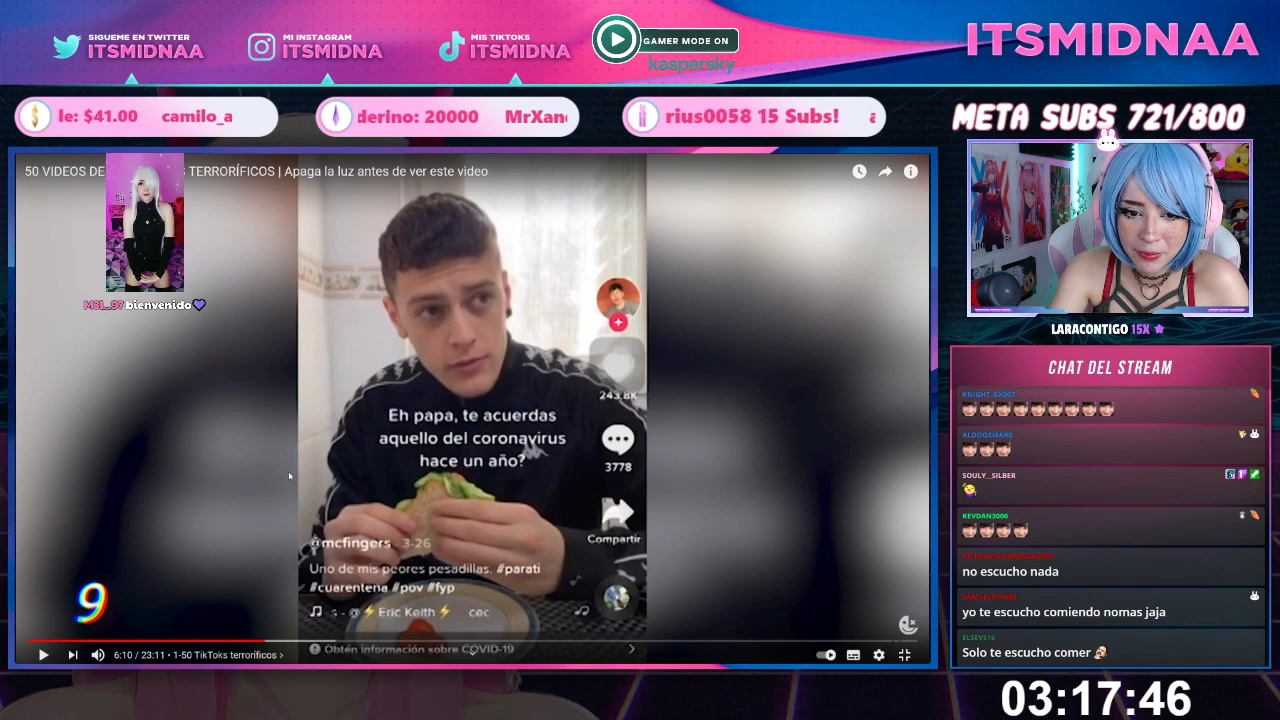 SIGUEME EN TWITTER
ITSMIDNAA
MI INSTAGRAM
ITSMIDNA
MIS TIKTOKS
ITSMIDNA
GAMER MODE ON
kaspersky
ITSMIDNAA
le: $41.00 camilo_a
derino: 20000 MrXan
rius0058 15 Subs! a
META SUBS 721/800
50 VIDEOS DE TERRORÍFICOS | Apaga la luz antes de ver este video
bienvenido
Eh papa, te acuerdas
aquello del coronavirus
hace un año?
243.8K
3778
Compartir
@mcfingers · 3-26
Uno de mis peores pesadillas. #parati
#cuarentena #pov #fyp
Eric Keith
9
Obtén información sobre COVID-19
6:10 / 23:11 • 1-50 TikToks terroríficos ›
LARACONTIGO 15X
CHAT DEL STREAM
KNIGHT_GX007
ALDOOSMAR0
SOULY__SILBER
KEVDAN3006
no escucho nada
yo te escucho comiendo nomas jaja
ELSEVS16
Solo te escucho comer
03:17:46